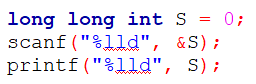 long long int S = 0;
scanf("%lld", &S);
printf("%lld", S);